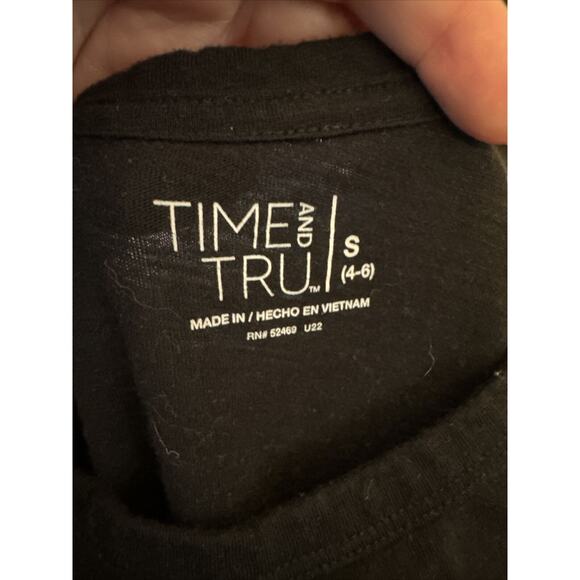 TIME AND
TRU™
S
(4-6)
MADE IN / HECHO EN VIETNAM
RN# 52469 U22